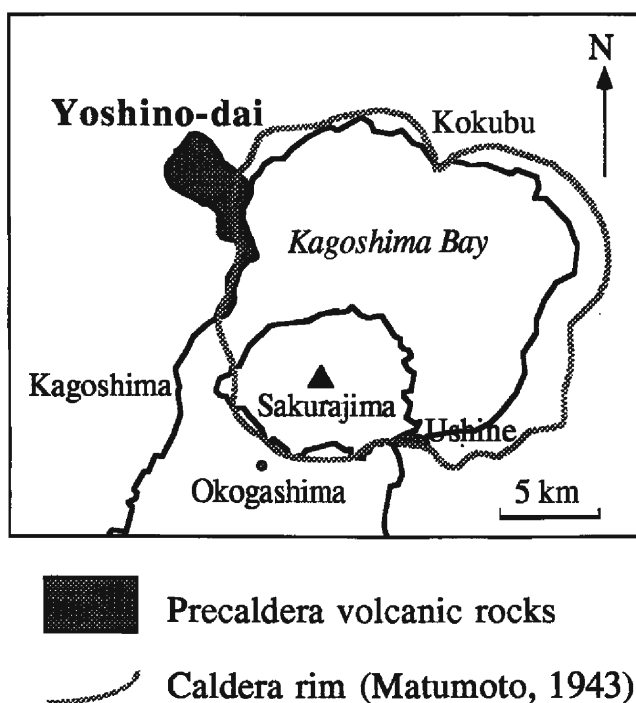 N
Yoshino-dai
Kokubu
Kagoshima Bay
Kagoshima
Sakurajima
Ushine
Okogashima
5 km
Precaldera volcanic rocks
Caldera rim (Matumoto, 1943)